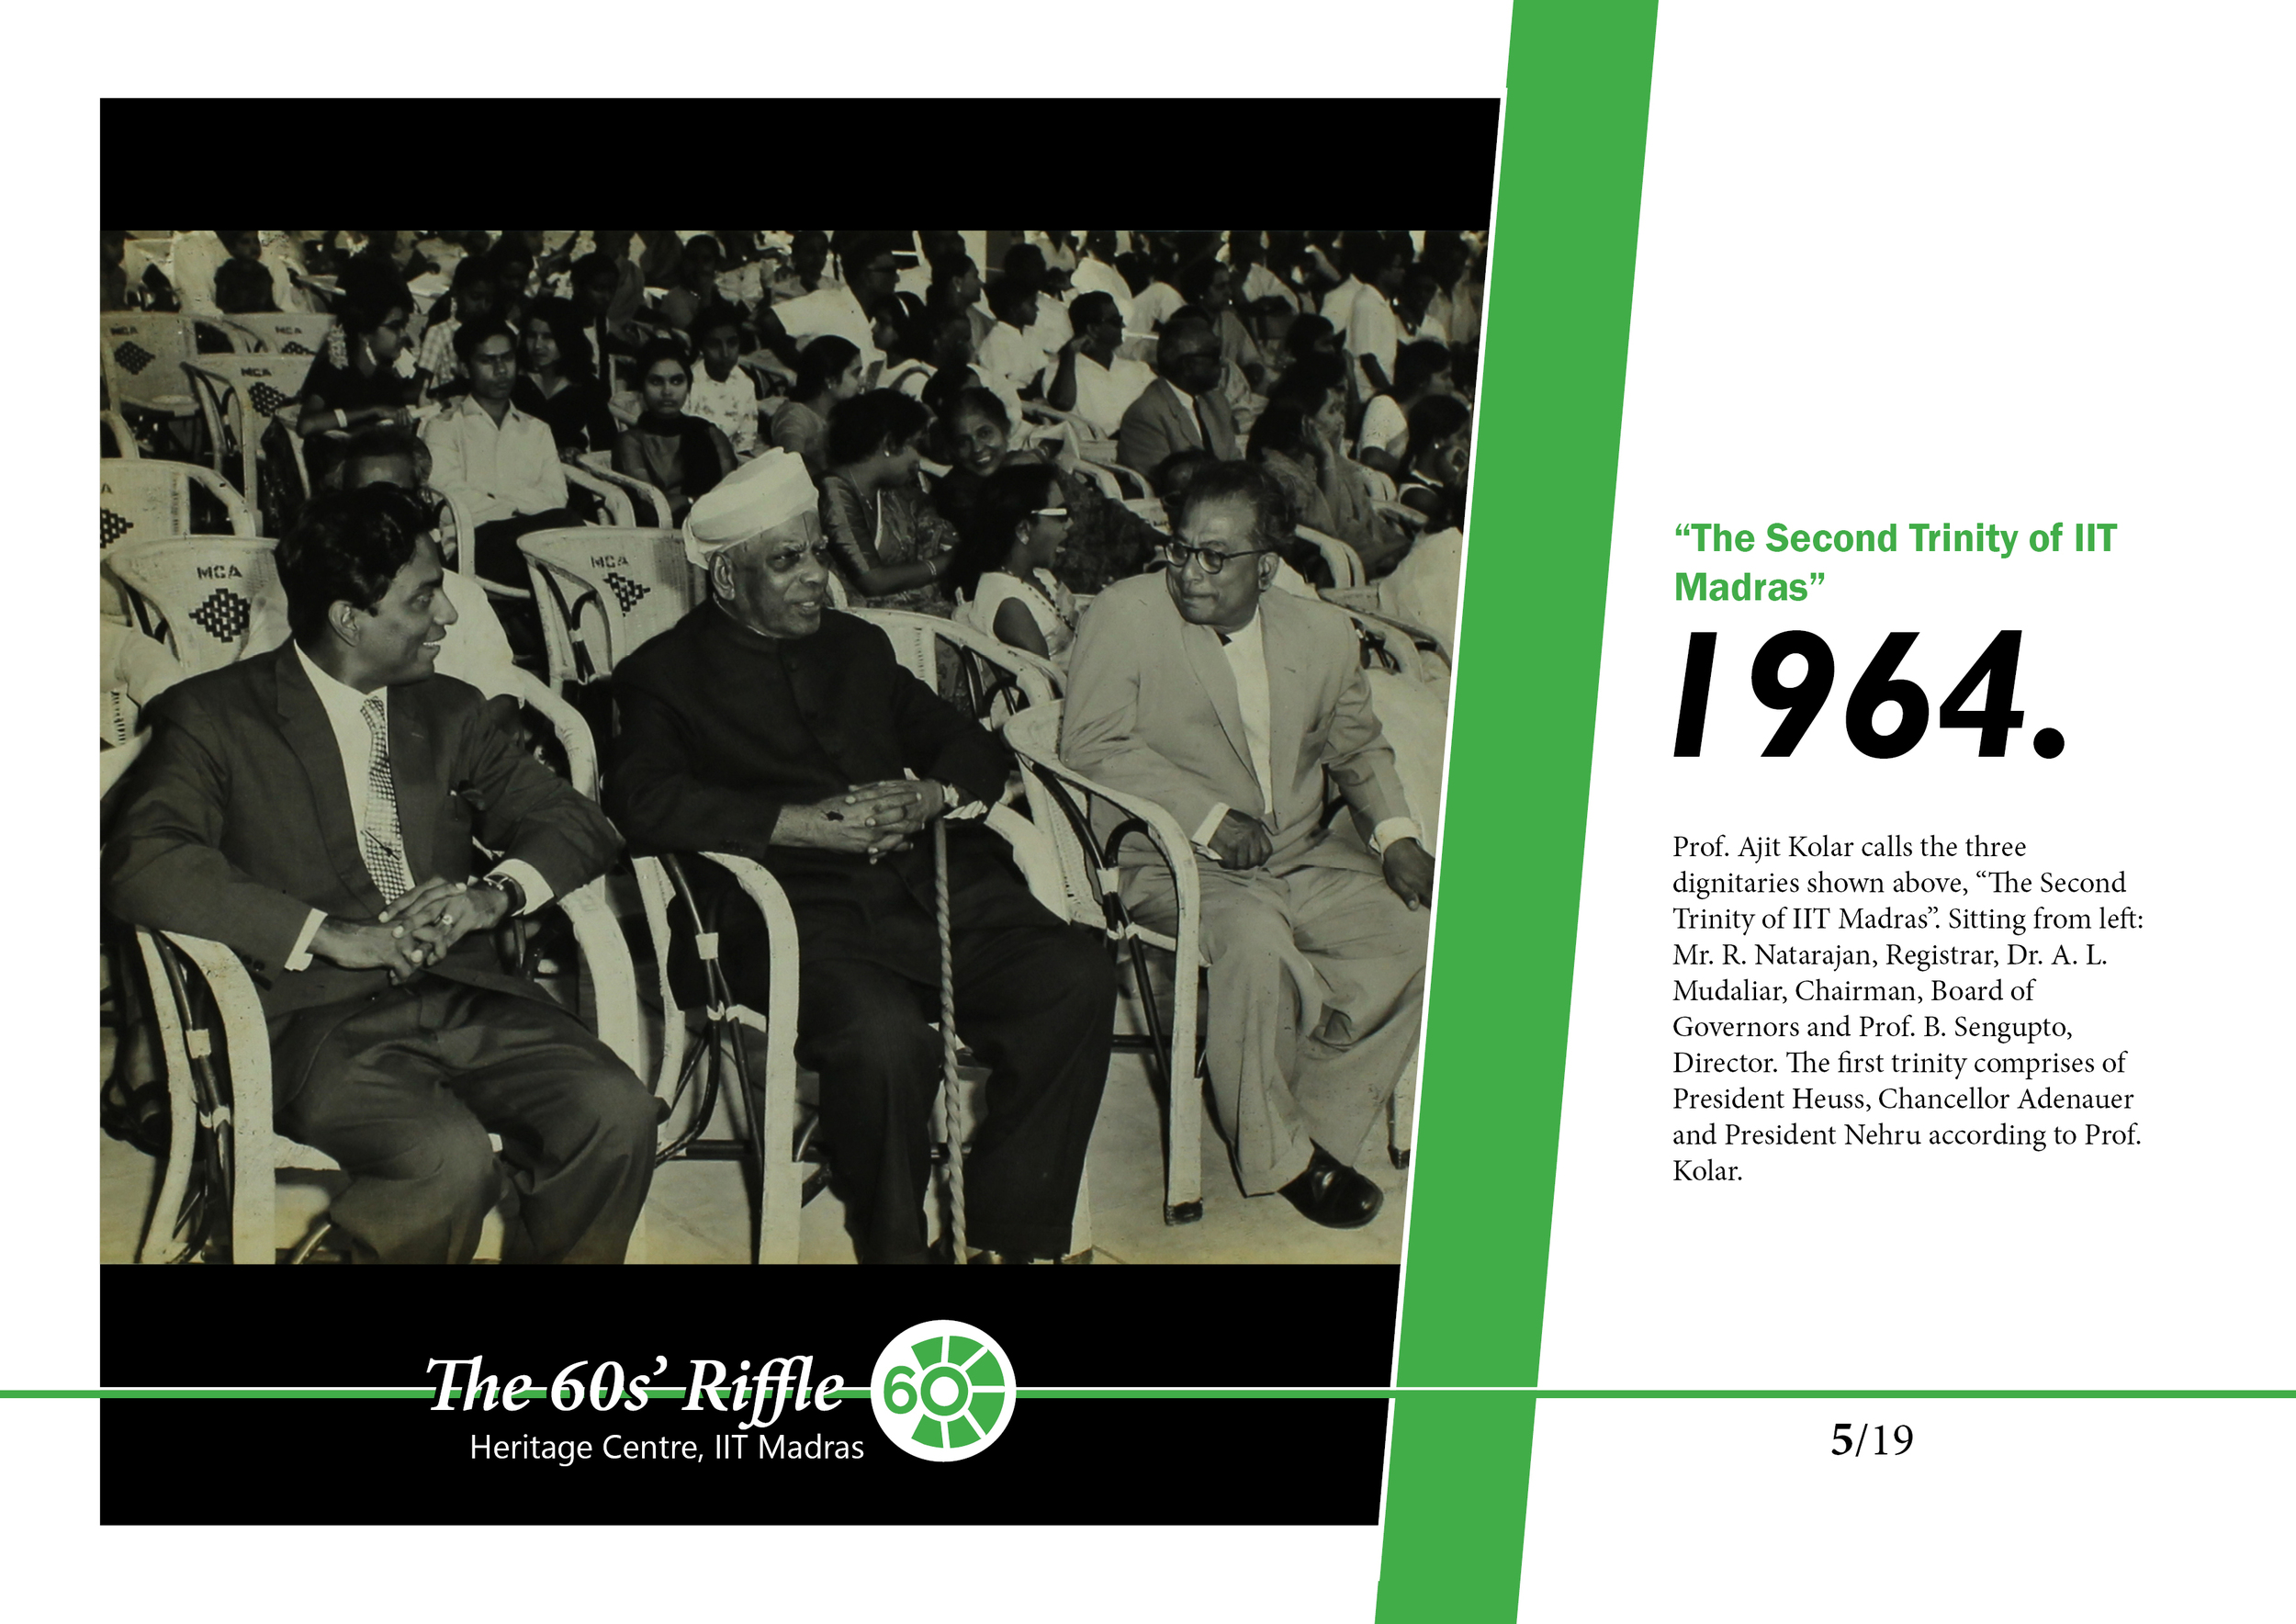 MCA
MCA
MCA
MCA
MCA
“The Second Trinity of IIT
Madras”
1964.
Prof. Ajit Kolar calls the three
dignitaries shown above, “The Second
Trinity of IIT Madras”. Sitting from left:
Mr. R. Natarajan, Registrar, Dr. A. L.
Mudaliar, Chairman, Board of
Governors and Prof. B. Sengupto,
Director. The first trinity comprises of
President Heuss, Chancellor Adenauer
and President Nehru according to Prof.
Kolar.
The 60s’ Riffle
60
Heritage Centre, IIT Madras
5/19